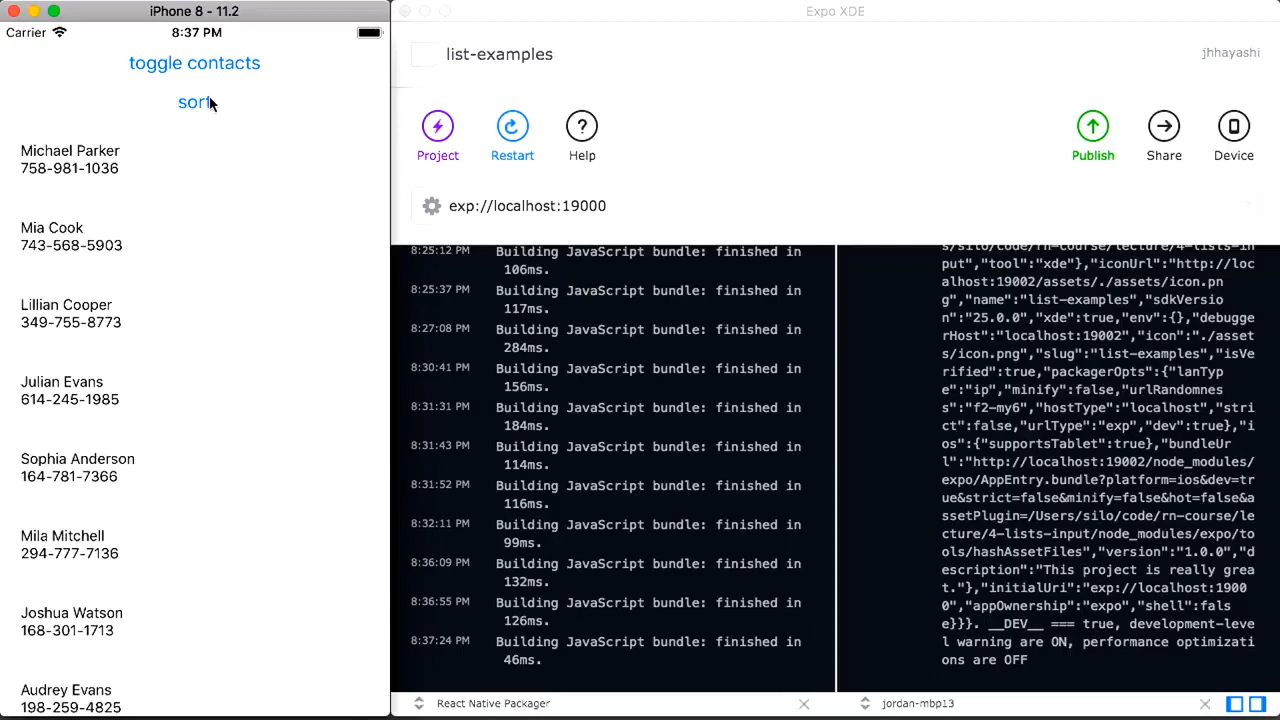 iPhone 8 - 11.2
Carrier
8:37 PM
toggle contacts
sort
Michael Parker
758-981-1036
Mia Cook
743-568-5903
Lillian Cooper
349-755-8773
Julian Evans
614-245-1985
Sophia Anderson
164-781-7366
Mila Mitchell
294-777-7136
Joshua Watson
168-301-1713
Audrey Evans
198-259-4825
Expo XDE
list-examples
jhhayashi
Project
Restart
Help
Publish
Share
Device
exp://localhost:19000
8:25:12 PM Building JavaScript bundle: finished in
106ms.
8:25:37 PM Building JavaScript bundle: finished in
117ms.
8:27:08 PM Building JavaScript bundle: finished in
284ms.
8:30:41 PM Building JavaScript bundle: finished in
156ms.
8:31:31 PM Building JavaScript bundle: finished in
184ms.
8:31:43 PM Building JavaScript bundle: finished in
114ms.
8:31:52 PM Building JavaScript bundle: finished in
116ms.
8:32:11 PM Building JavaScript bundle: finished in
99ms.
8:36:09 PM Building JavaScript bundle: finished in
132ms.
8:36:55 PM Building JavaScript bundle: finished in
126ms.
8:37:24 PM Building JavaScript bundle: finished in
46ms.
s/silo/Code/rn-course/lecture/4-lists-in
put","tool":"xde"},"iconUrl":"http://loc
alhost:19002/assets/./assets/icon.pn
g","name":"list-examples","sdkVersio
n":"25.0.0","xde":true,"env":{},"debugge
rHost":"localhost:19002","icon":"./asset
s/icon.png","slug":"list-examples","isVe
rified":true,"packagerOpts":{"lanTyp
e":"ip","minify":false,"urlRandomnes
s":"f2-my6","hostType":"localhost","stri
ct":false,"urlType":"exp","dev":true},"i
os":{"supportsTablet":true},"bundleUr
l":"http://localhost:19002/node_modules/
expo/AppEntry.bundle?platform=ios&dev=tr
ue&strict=false&minify=false&hot=false&a
ssetPlugin=/Users/silo/code/rn-course/le
cture/4-lists-input/node_modules/expo/to
ols/hashAssetFiles","version":"1.0.0","d
escription":"This project is really grea
t."},"initialUri":"exp://localhost:1900
0","appOwnership":"expo","shell":fals
e}}}. __DEV__ === true, development-leve
l warning are ON, performance optimizati
ons are OFF
React Native Packager
jordan-mbp13